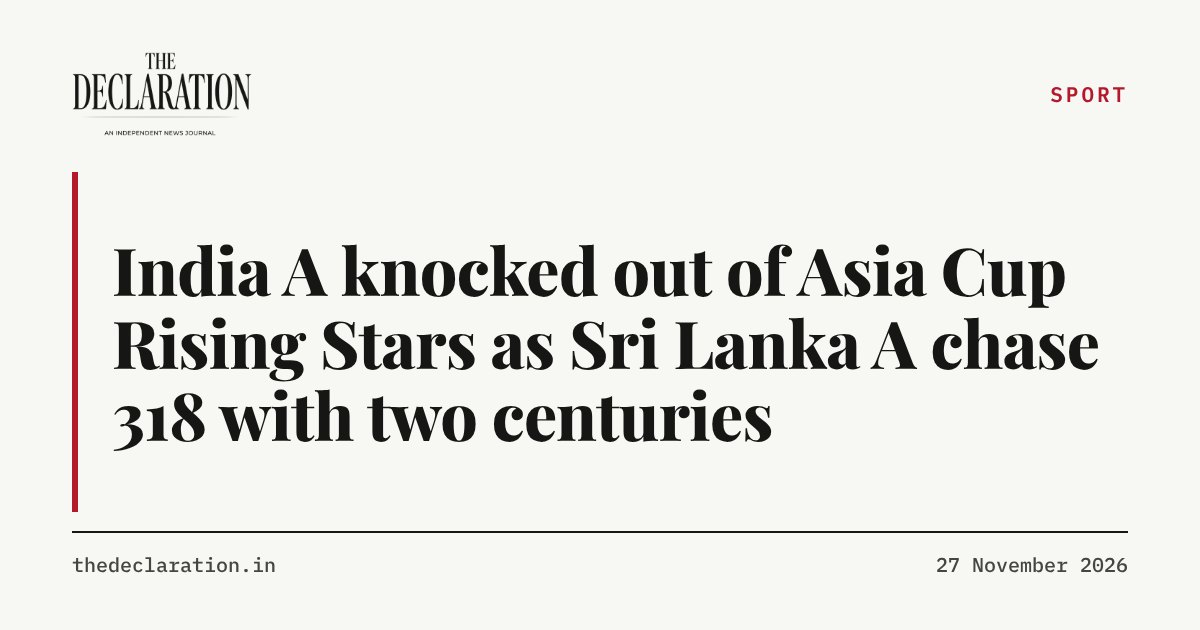 THE
DECLARATION
AN INDEPENDENT NEWS JOURNAL
SPORT
India A knocked out of Asia Cup
Rising Stars as Sri Lanka A chase
318 with two centuries
thedeclaration.in
27 November 2026